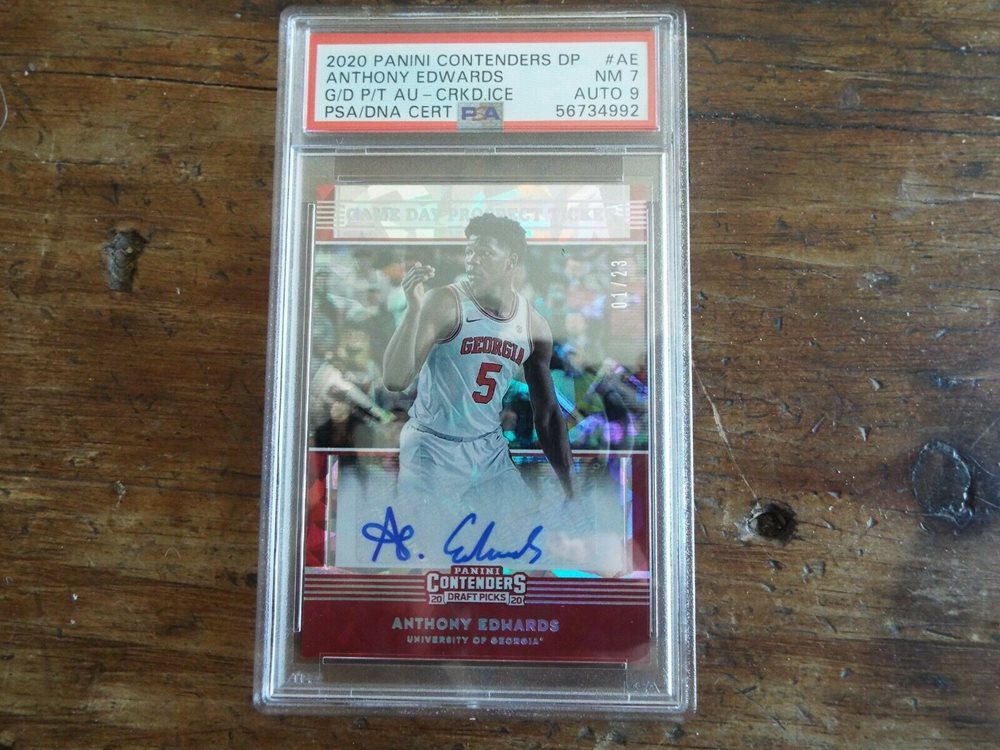 2020 PANINI CONTENDERS DP #AE
ANTHONY EDWARDS NM 7
G/D P/T AU-CRKD.ICE AUTO 9
PSA/DNA CERT PSA 56734992
GAME DAY PROSPECT TICKET
01/23
GEORGIA
5
A. Edwards
PANINI
CONTENDERS
20 DRAFT PICKS 20
ANTHONY EDWARDS
UNIVERSITY OF GEORGIA